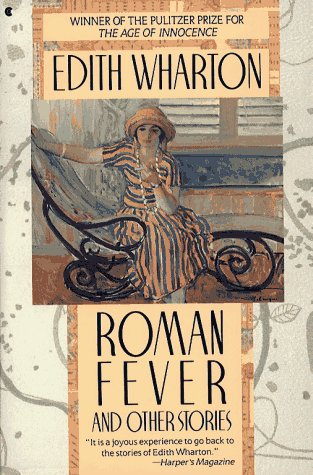 WINNER OF THE PULITZER PRIZE FOR
THE AGE OF INNOCENCE
EDITH WHARTON
ROMAN
FEVER
AND OTHER STORIES
"It is a joyous experience to go back to
the stories of Edith Wharton."
—Harper's Magazine